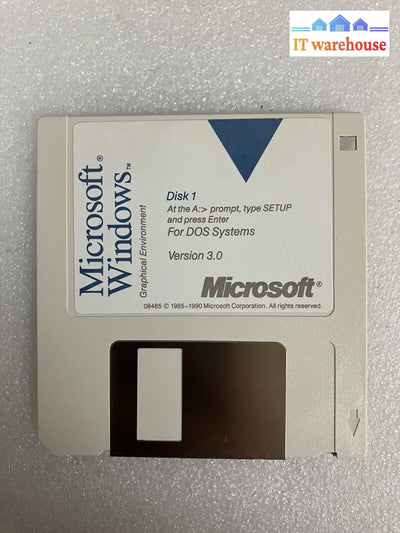 IT warehouse
Microsoft®
Windows™
Graphical Environment
Disk 1
At the A:> prompt, type SETUP
and press Enter
For DOS Systems
Version 3.0
Microsoft®
08485 © 1985-1990 Microsoft Corporation. All rights reserved.